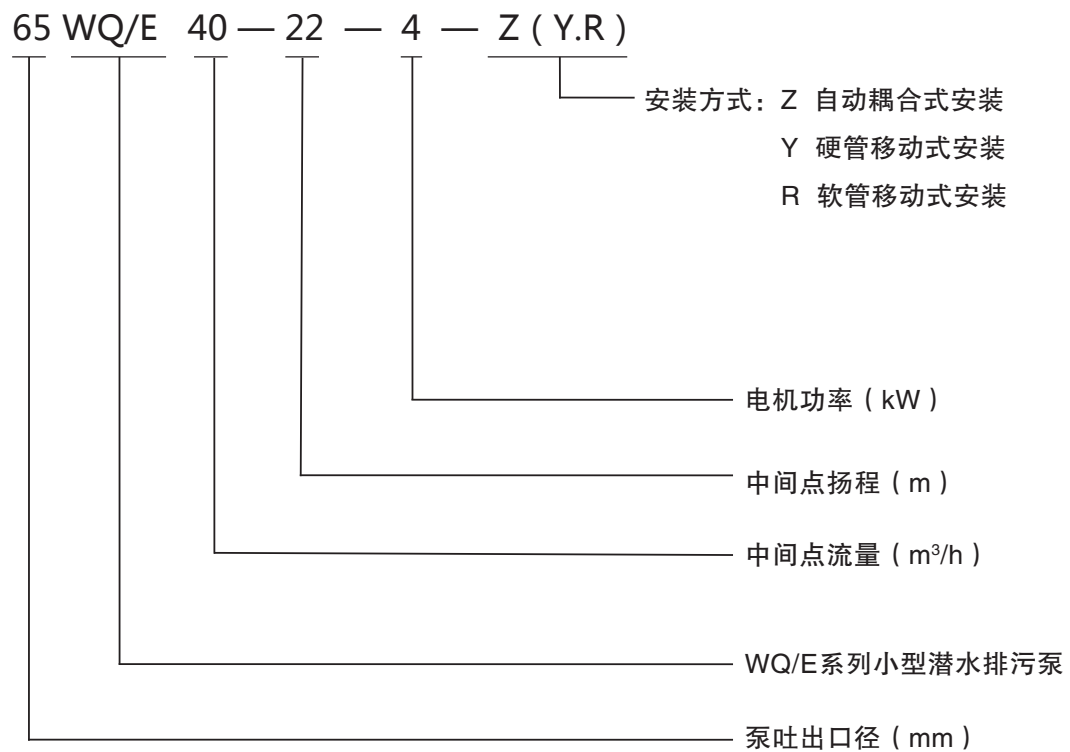 65 WQ/E 40 — 22 — 4 — Z ( Y.R )
安装方式：Z 自动耦合式安装
Y 硬管移动式安装
R 软管移动式安装
电机功率（kW）
中间点扬程（m）
中间点流量（m³/h）
WQ/E系列小型潜水排污泵
泵吐出口径（mm）